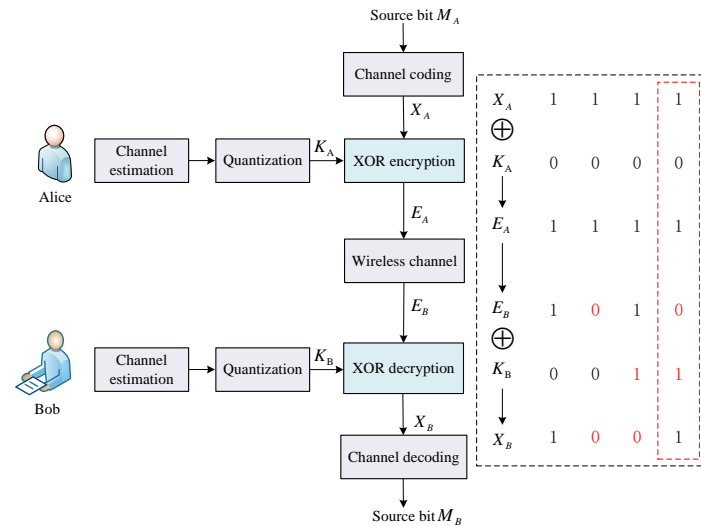 Source bit M_A
Channel coding
X_A
Alice
Channel estimation
Quantization
K_A
XOR encryption
E_A
Wireless channel
E_B
Bob
Channel estimation
Quantization
K_B
XOR decryption
X_B
Channel decoding
Source bit M_B
X_A 1 1 1 1
⊕
K_A 0 0 0 0
E_A 1 1 1 1
E_B 1 0 1 0
⊕
K_B 0 0 1 1
X_B 1 0 0 1